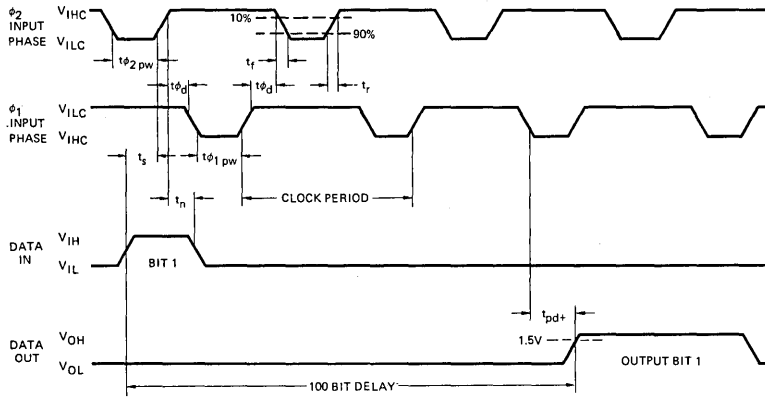 ϕ2 VIHC
INPUT
PHASE VILC
10%
90%
tϕ2 pw
tϕd
tf
tϕd
tr
ϕ1 VILC
.INPUT
PHASE VIHC
ts
tϕ1 pw
tn
CLOCK PERIOD
DATA VIH
IN VIL
BIT 1
tpd+
DATA VOH
OUT VOL
1.5V
OUTPUT BIT 1
100 BIT DELAY